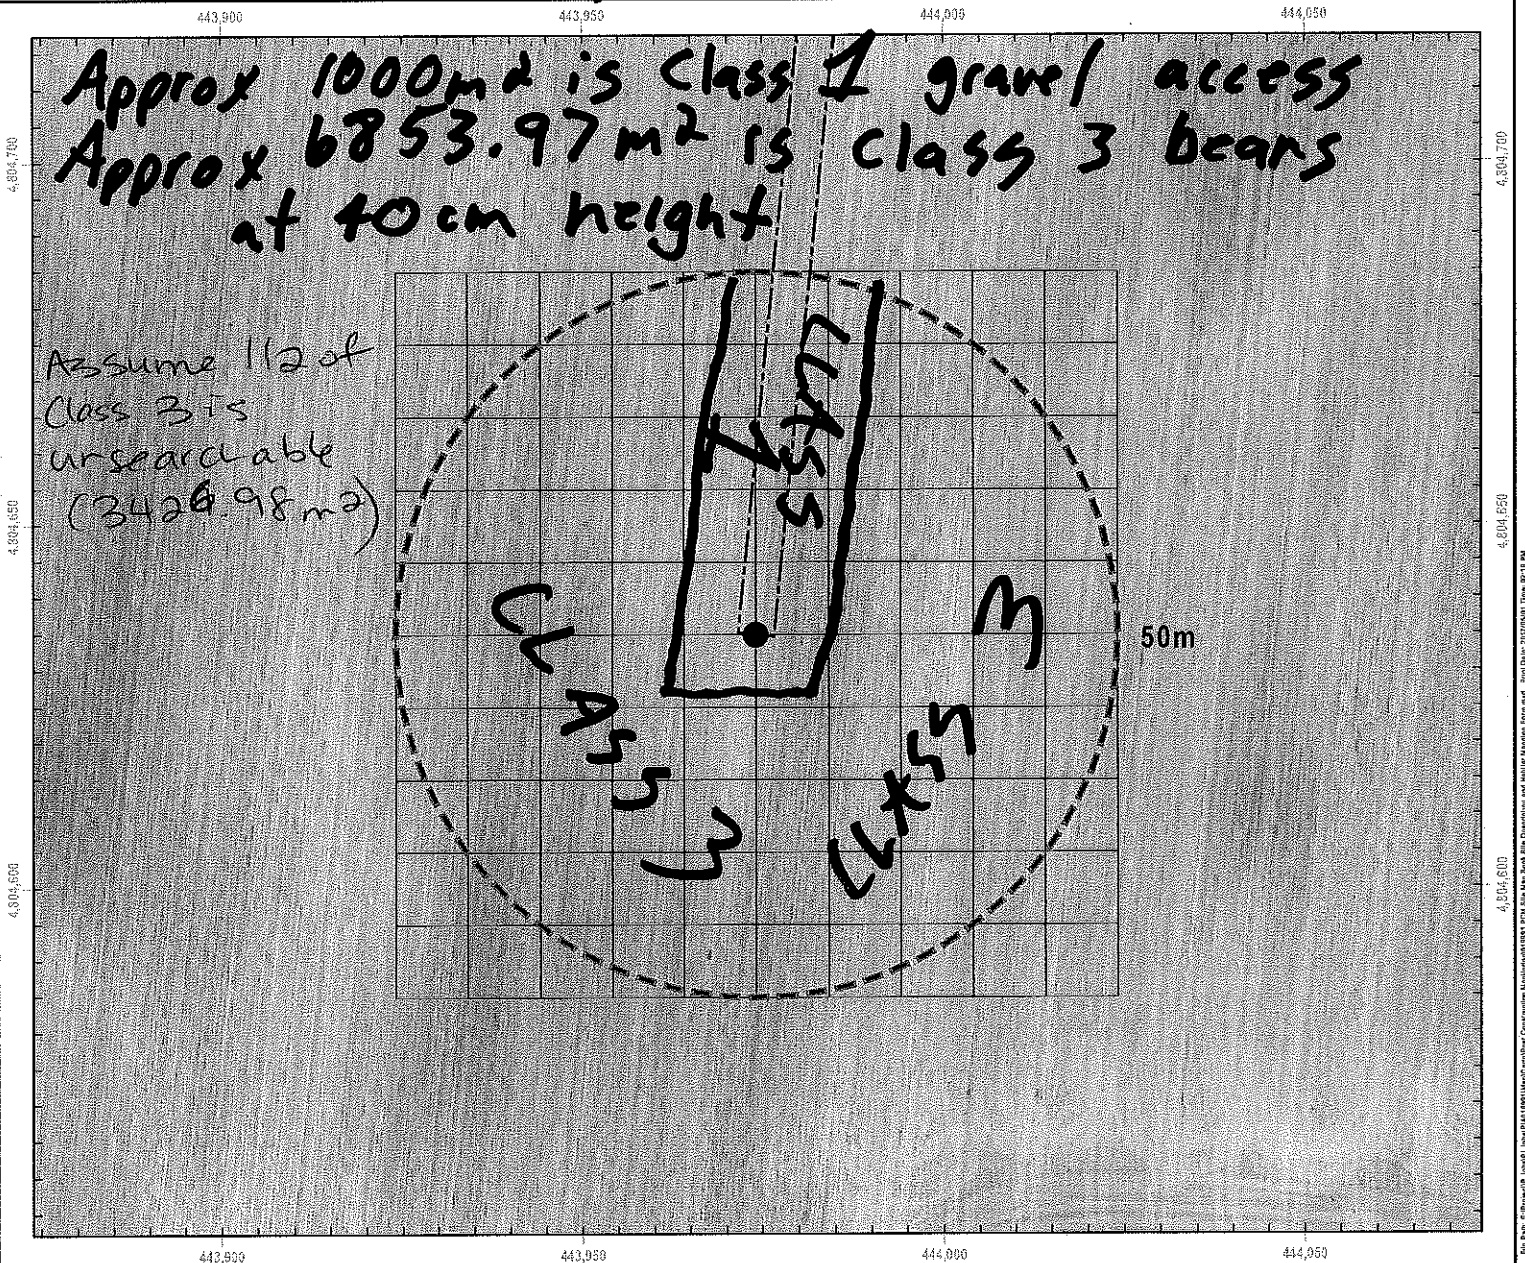 443,900 443,950 444,000 444,050
Approx 1000m2 is Class 1 gravel access
Approx 6853.97m2 is class 3 beans
at 40cm height
4,804,700 4,804,700
Assume 1/2 of
Class 3 is
unsearchable
(3426.98m2)
CLASS
1
4,804,650 4,804,650
50m
CLASS 3
CLASS 3
4,804,600 4,804,600
443,900 443,950 444,000 444,050